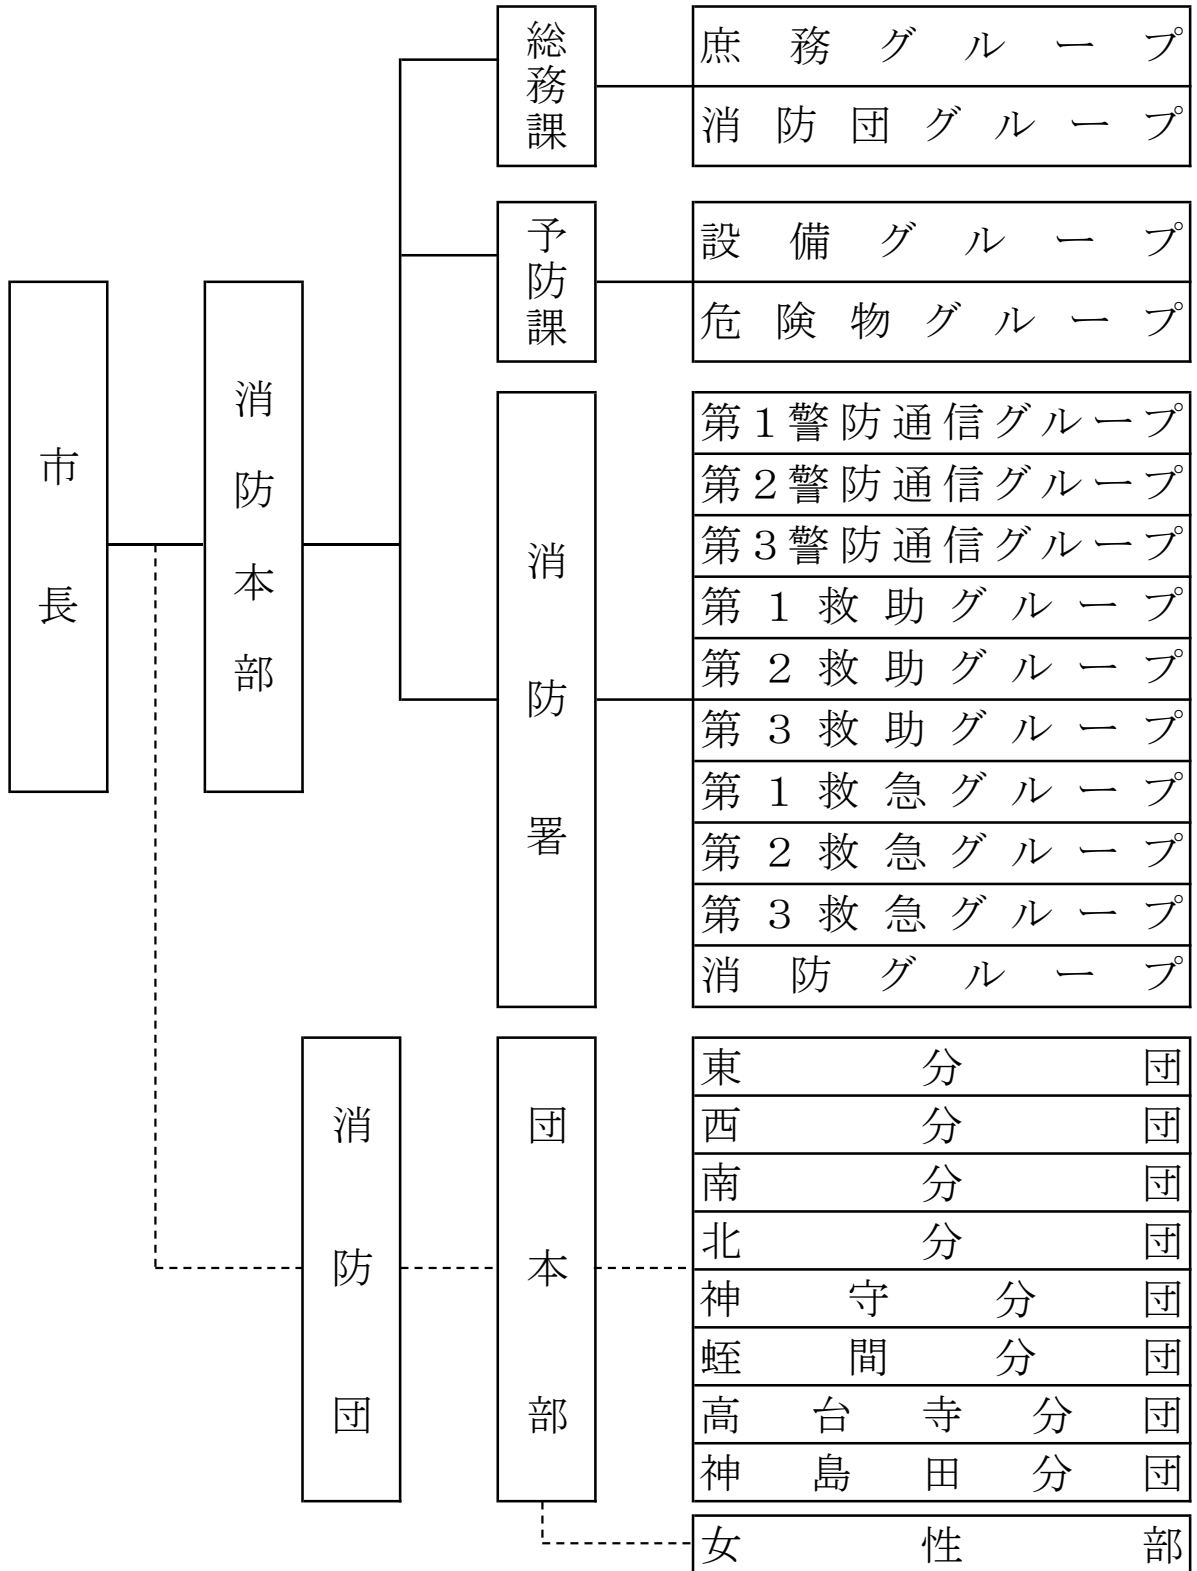 市長
消防本部
総務課
庶務グループ
消防団グループ
予防課
設備グループ
危険物グループ
消防署
第1警防通信グループ
第2警防通信グループ
第3警防通信グループ
第1救助グループ
第2救助グループ
第3救助グループ
第1救急グループ
第2救急グループ
第3救急グループ
消防グループ
消防団
団本部
東分団
西分団
南分団
北分団
神守分団
蛭間分団
高台寺分団
神島田分団
女性部